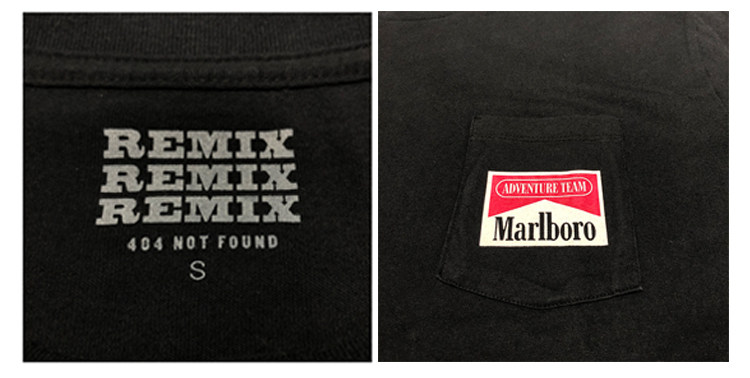 REMIX
REMIX
REMIX
404 NOT FOUND
S
ADVENTURE TEAM
Marlboro